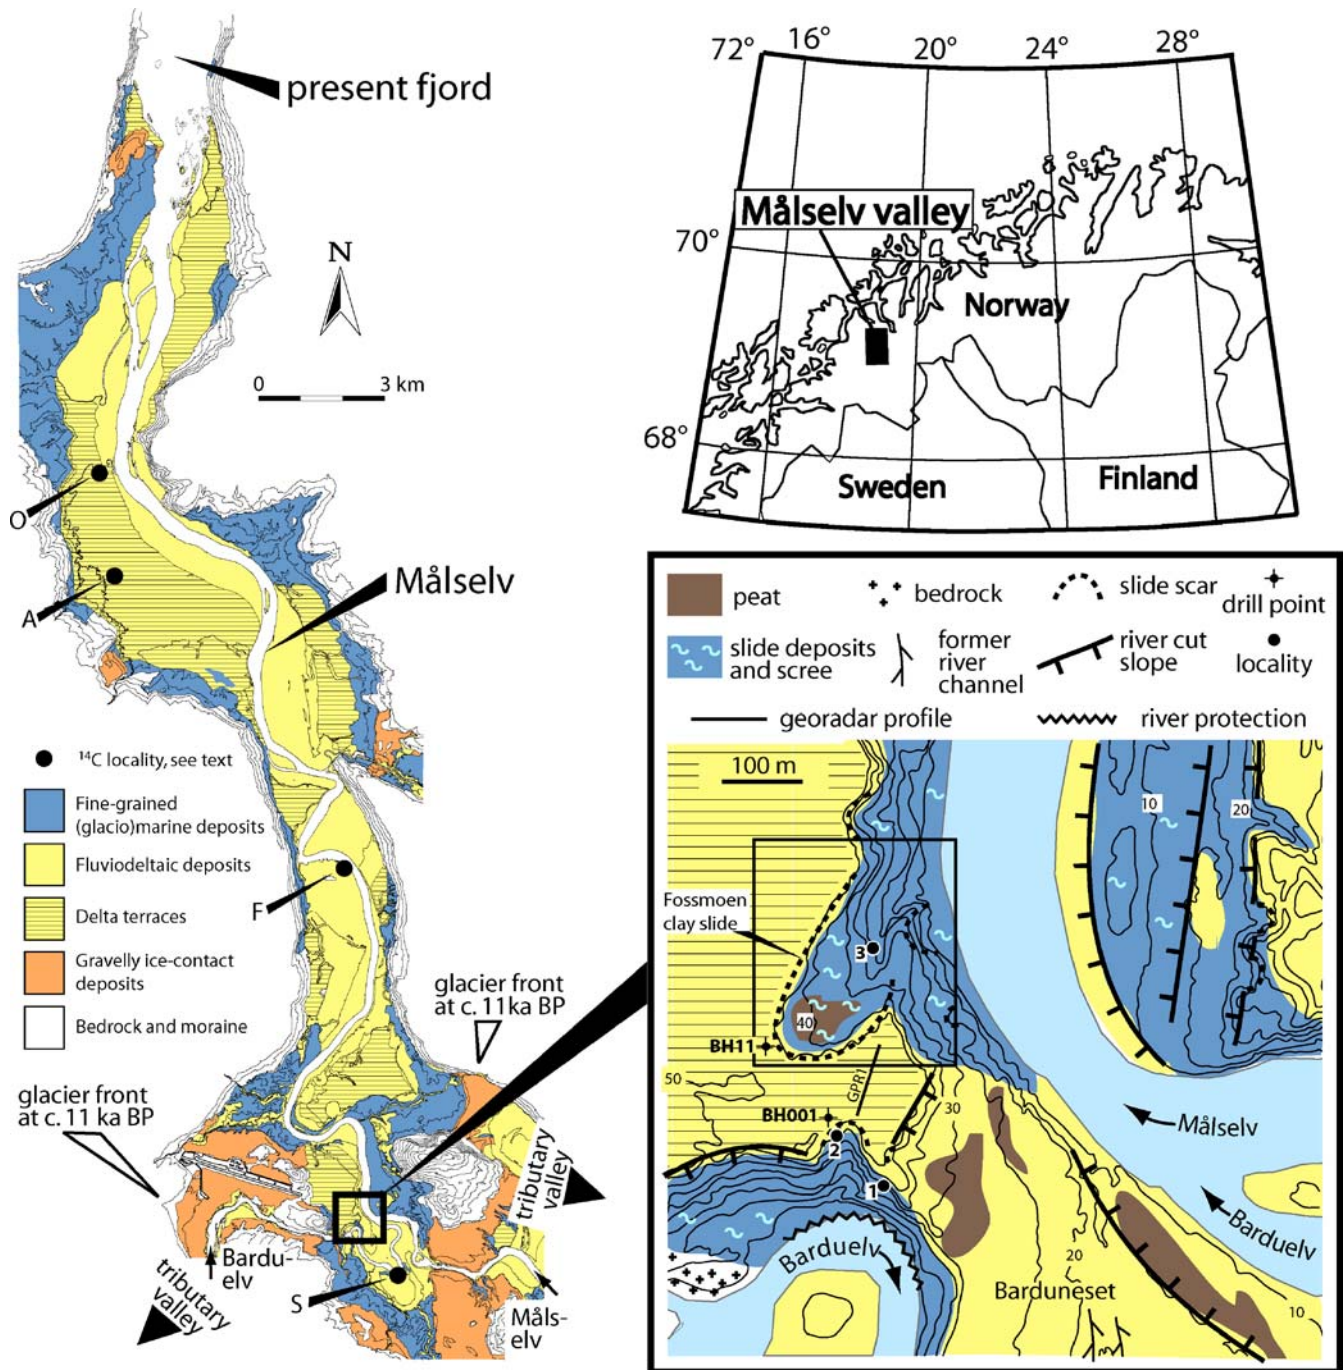 present fjord
N
0 3 km
O
A
Målselv
14C locality, see text
Fine-grained
(glacio)marine deposits
Fluviodeltaic deposits
Delta terraces
Gravelly ice-contact
deposits
Bedrock and moraine
F
glacier front
at c. 11 ka BP
glacier front
at c. 11 ka BP
tributary
valley
Bardu-
elv
tributary
valley
S
Måls-
elv
72° 16° 20° 24° 28°
Målselv valley
70°
Norway
68°
Sweden
Finland
peat
bedrock
slide scar
drill point
slide deposits
and scree
former
river
channel
river cut
slope
locality
georadar profile
river protection
100 m
10
20
Fossmoen
clay slide
3
40
BH11
50
GPR1
30
BH001
2
1
Målselv
Barduelv
Barduelv
20
Barduneset
10